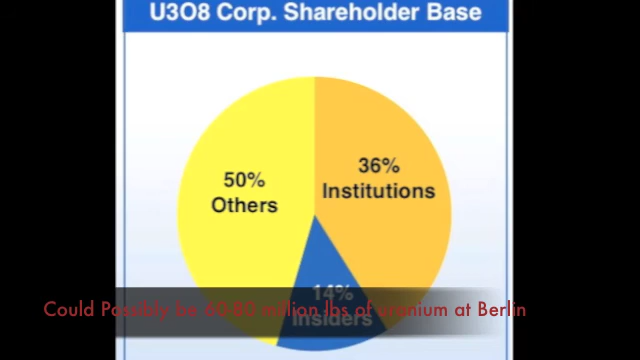 U3O8 Corp. Shareholder Base
50%
Others
36%
Institutions
14%
Insiders
Could Possibly be 60-80 million lbs of uranium at Berlin